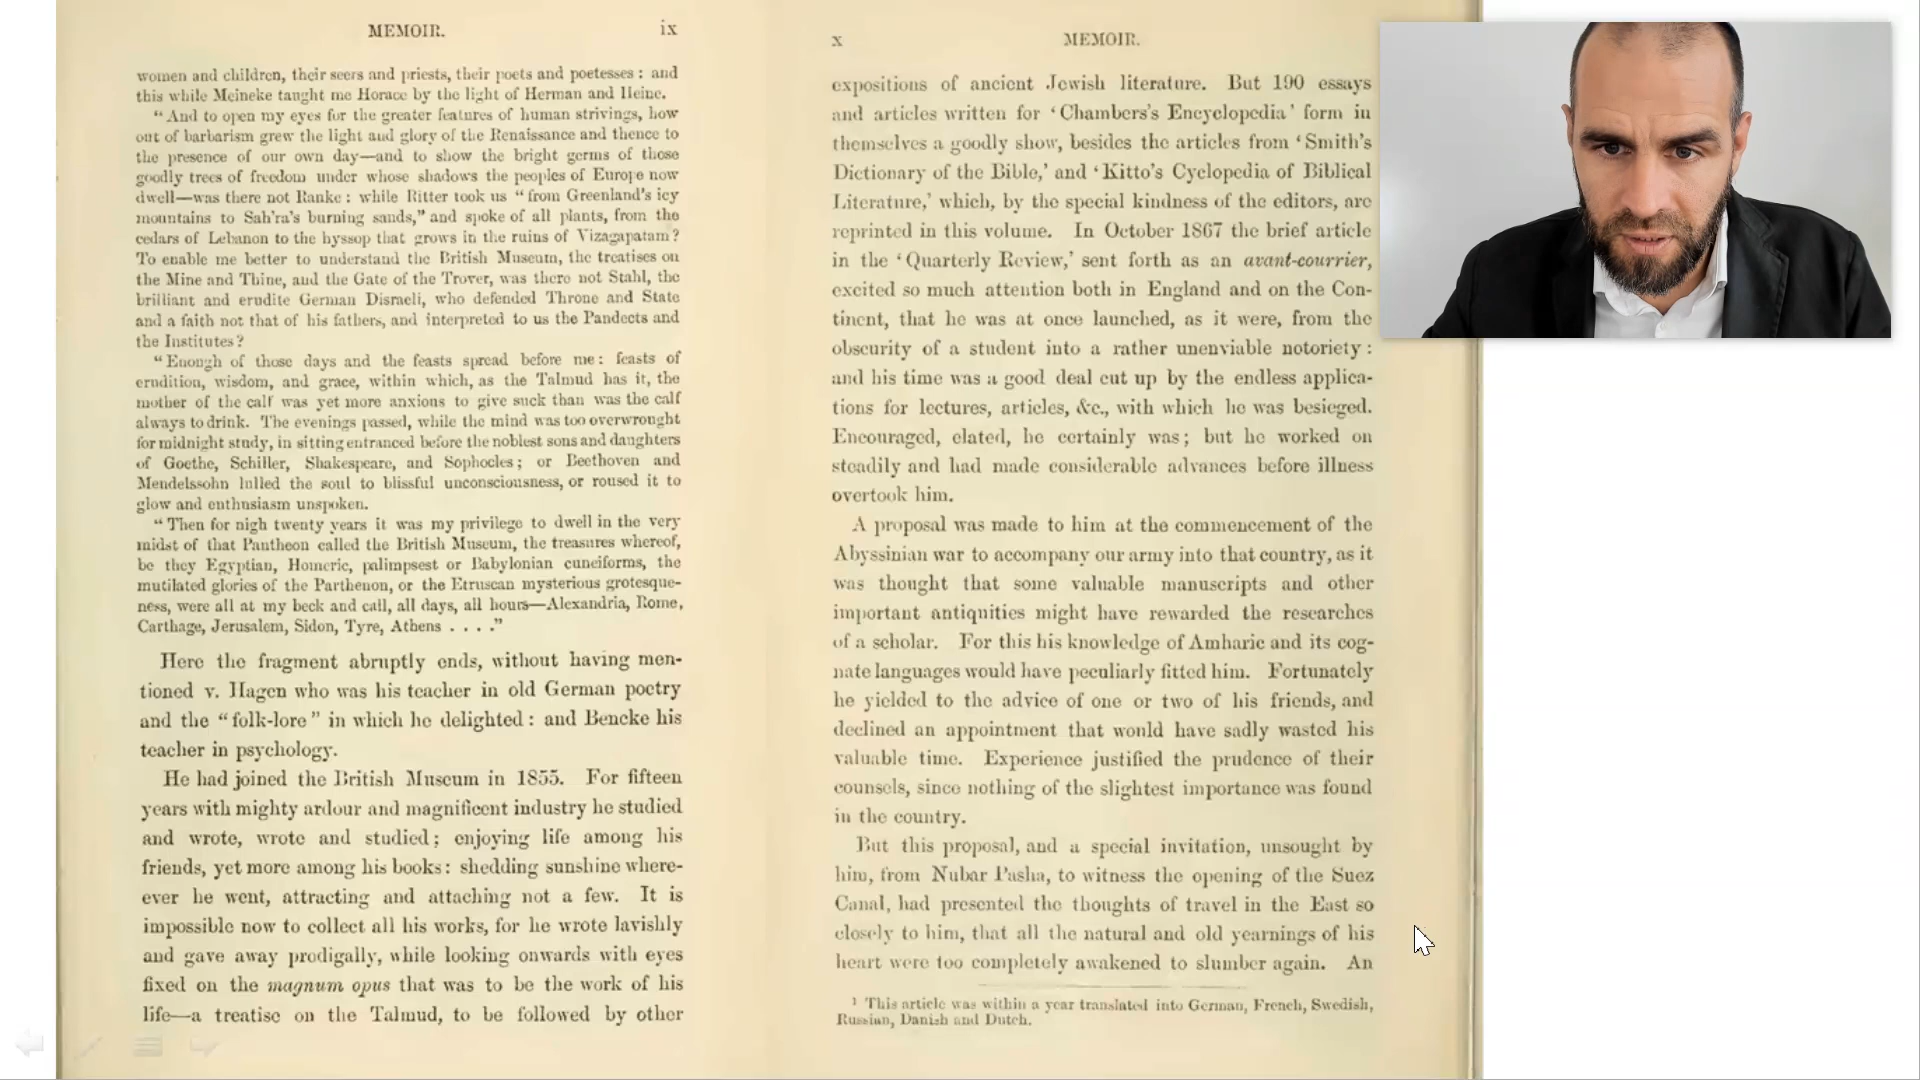 MEMOIR. ix
women and children, their seers and priests, their poets and poetesses : and
this while Meineke taught me Horace by the light of Herman and Heine.
“And to open my eyes for the greater features of human strivings, how
out of barbarism grew the light and glory of the Renaissance and thence to
the presence of our own day—and to show the bright germs of those
goodly trees of freedom under whose shadows the peoples of Europe now
dwell—was there not Ranke : while Ritter took us “from Greenland's icy
mountains to Sah'ra's burning sands,” and spoke of all plants, from the
cedars of Lebanon to the hyssop that grows in the ruins of Vizagapatam?
To enable me better to understand the British Museum, the treatises on
the Mine and Thine, and the Gate of the Trover, was there not Stahl, the
brilliant and erudite German Disraeli, who defended Throne and State
and a faith not that of his fathers, and interpreted to us the Pandects and
the Institutes?
“Enough of those days and the feasts spread before me: feasts of
erudition, wisdom, and grace, within which, as the Talmud has it, the
mother of the calf was yet more anxious to give suck than was the calf
always to drink. The evenings passed, while the mind was too overwrought
for midnight study, in sitting entranced before the noblest sons and daughters
of Goethe, Schiller, Shakespeare, and Sophocles; or Beethoven and
Mendelssohn lulled the soul to blissful unconsciousness, or roused it to
glow and enthusiasm unspoken.
“Then for nigh twenty years it was my privilege to dwell in the very
midst of that Pantheon called the British Museum, the treasures whereof,
be they Egyptian, Homeric, palimpsest or Babylonian cuneiforms, the
mutilated glories of the Parthenon, or the Etruscan mysterious grotesque-
ness, were all at my beck and call, all days, all hours—Alexandria, Rome,
Carthage, Jerusalem, Sidon, Tyre, Athens . . . .”
Here the fragment abruptly ends, without having men-
tioned v. Hagen who was his teacher in old German poetry
and the “folk-lore” in which he delighted : and Bencke his
teacher in psychology.
He had joined the British Museum in 1855. For fifteen
years with mighty ardour and magnificent industry he studied
and wrote, wrote and studied; enjoying life among his
friends, yet more among his books: shedding sunshine where-
ever he went, attracting and attaching not a few. It is
impossible now to collect all his works, for he wrote lavishly
and gave away prodigally, while looking onwards with eyes
fixed on the magnum opus that was to be the work of his
life—a treatise on the Talmud, to be followed by other
x MEMOIR.
expositions of ancient Jewish literature. But 190 essays
and articles written for ‘Chambers's Encyclopedia’ form in
themselves a goodly show, besides the articles from ‘Smith's
Dictionary of the Bible,’ and ‘Kitto's Cyclopedia of Biblical
Literature,’ which, by the special kindness of the editors, are
reprinted in this volume. In October 1867 the brief article
in the ‘Quarterly Review,’ sent forth as an avant-courrier,
excited so much attention both in England and on the Con-
tinent, that he was at once launched, as it were, from the
obscurity of a student into a rather unenviable notoriety :
and his time was a good deal cut up by the endless applica-
tions for lectures, articles, &c., with which he was besieged.
Encouraged, elated, he certainly was; but he worked on
steadily and had made considerable advances before illness
overtook him.
A proposal was made to him at the commencement of the
Abyssinian war to accompany our army into that country, as it
was thought that some valuable manuscripts and other
important antiquities might have rewarded the researches
of a scholar. For this his knowledge of Amharic and its cog-
nate languages would have peculiarly fitted him. Fortunately
he yielded to the advice of one or two of his friends, and
declined an appointment that would have sadly wasted his
valuable time. Experience justified the prudence of their
counsels, since nothing of the slightest importance was found
in the country.
But this proposal, and a special invitation, unsought by
him, from Nubar Pasha, to witness the opening of the Suez
Canal, had presented the thoughts of travel in the East so
closely to him, that all the natural and old yearnings of his
heart were too completely awakened to slumber again. An
¹ This article was within a year translated into German, French, Swedish,
Russian, Danish and Dutch.